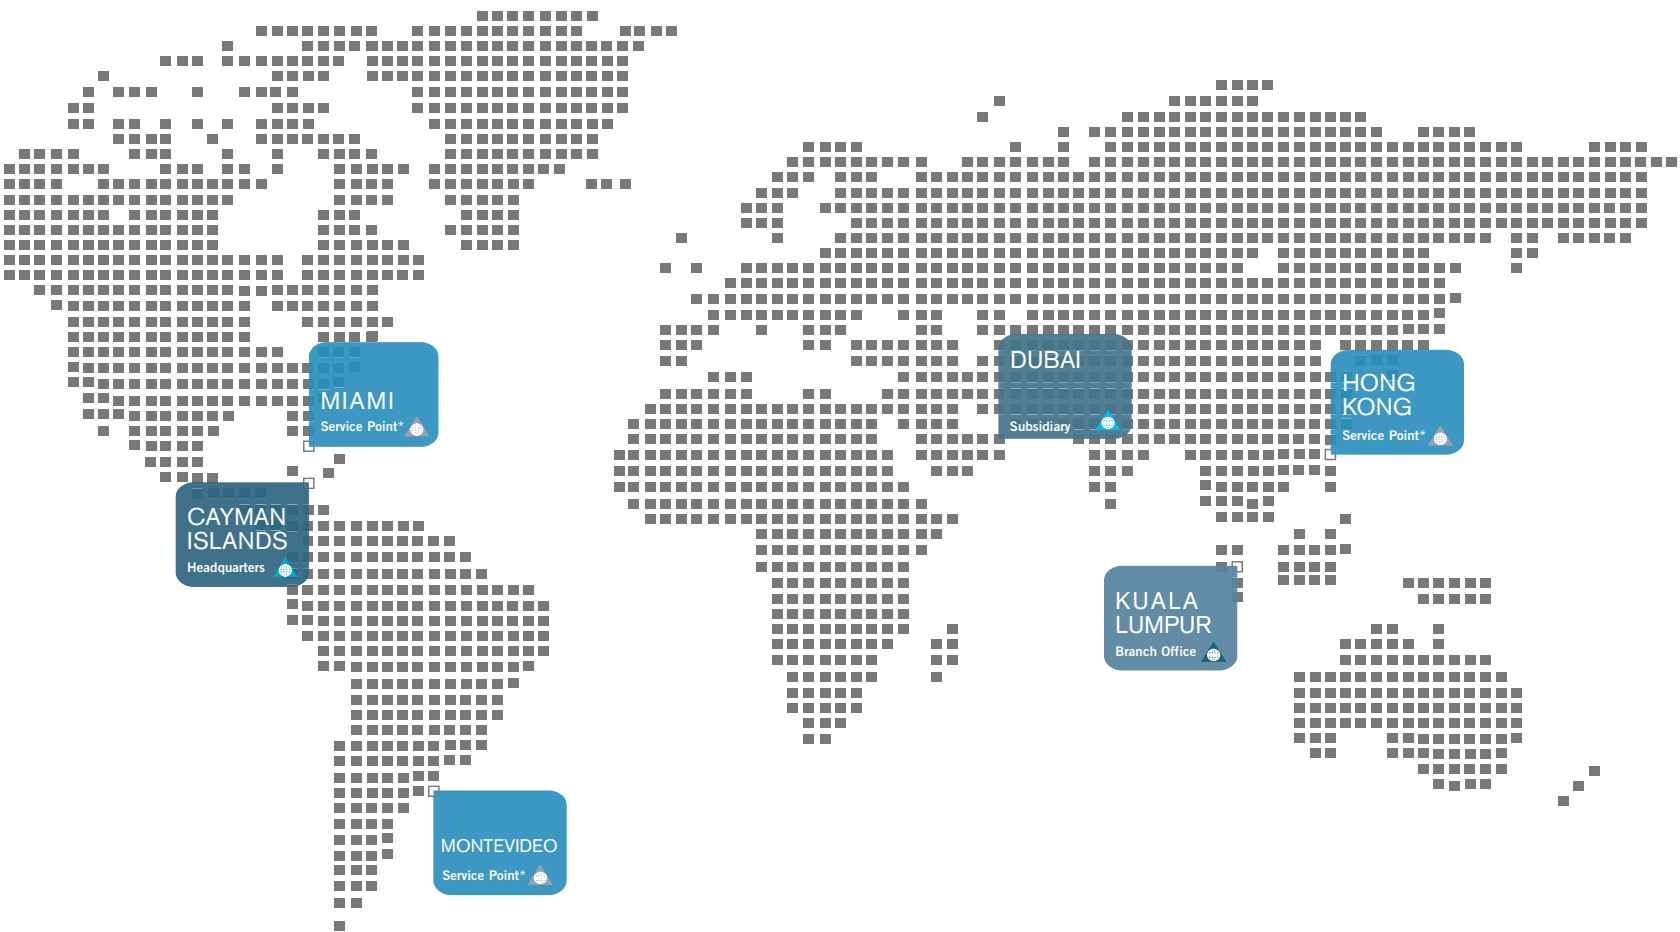 MIAMI
Service Point*
DUBAI
Subsidiary
HONG
KONG
Service Point*
CAYMAN
ISLANDS
Headquarters
KUALA
LUMPUR
Branch Office
MONTEVIDEO
Service Point*